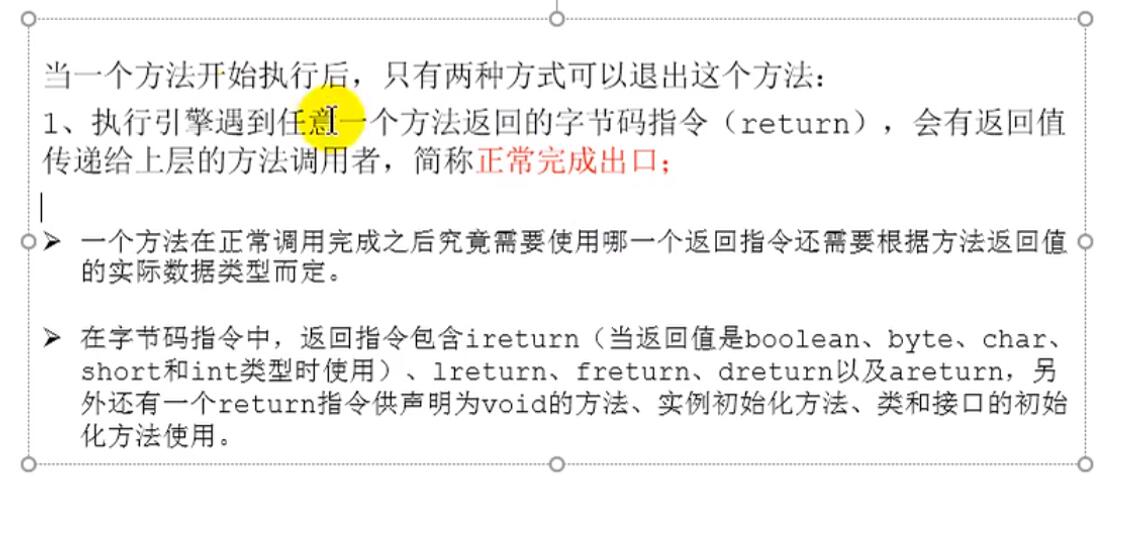 当一个方法开始执行后，只有两种方式可以退出这个方法：
1、执行引擎遇到任意一个方法返回的字节码指令（return），会有返回值
传递给上层的方法调用者，简称正常完成出口；
➢ 一个方法在正常调用完成之后究竟需要使用哪一个返回指令还需要根据方法返回值
的实际数据类型而定。
➢ 在字节码指令中，返回指令包含ireturn（当返回值是boolean、byte、char、
short和int类型时使用）、lreturn、freturn、dreturn以及areturn，另
外还有一个return指令供声明为void的方法、实例初始化方法、类和接口的初始
化方法使用。